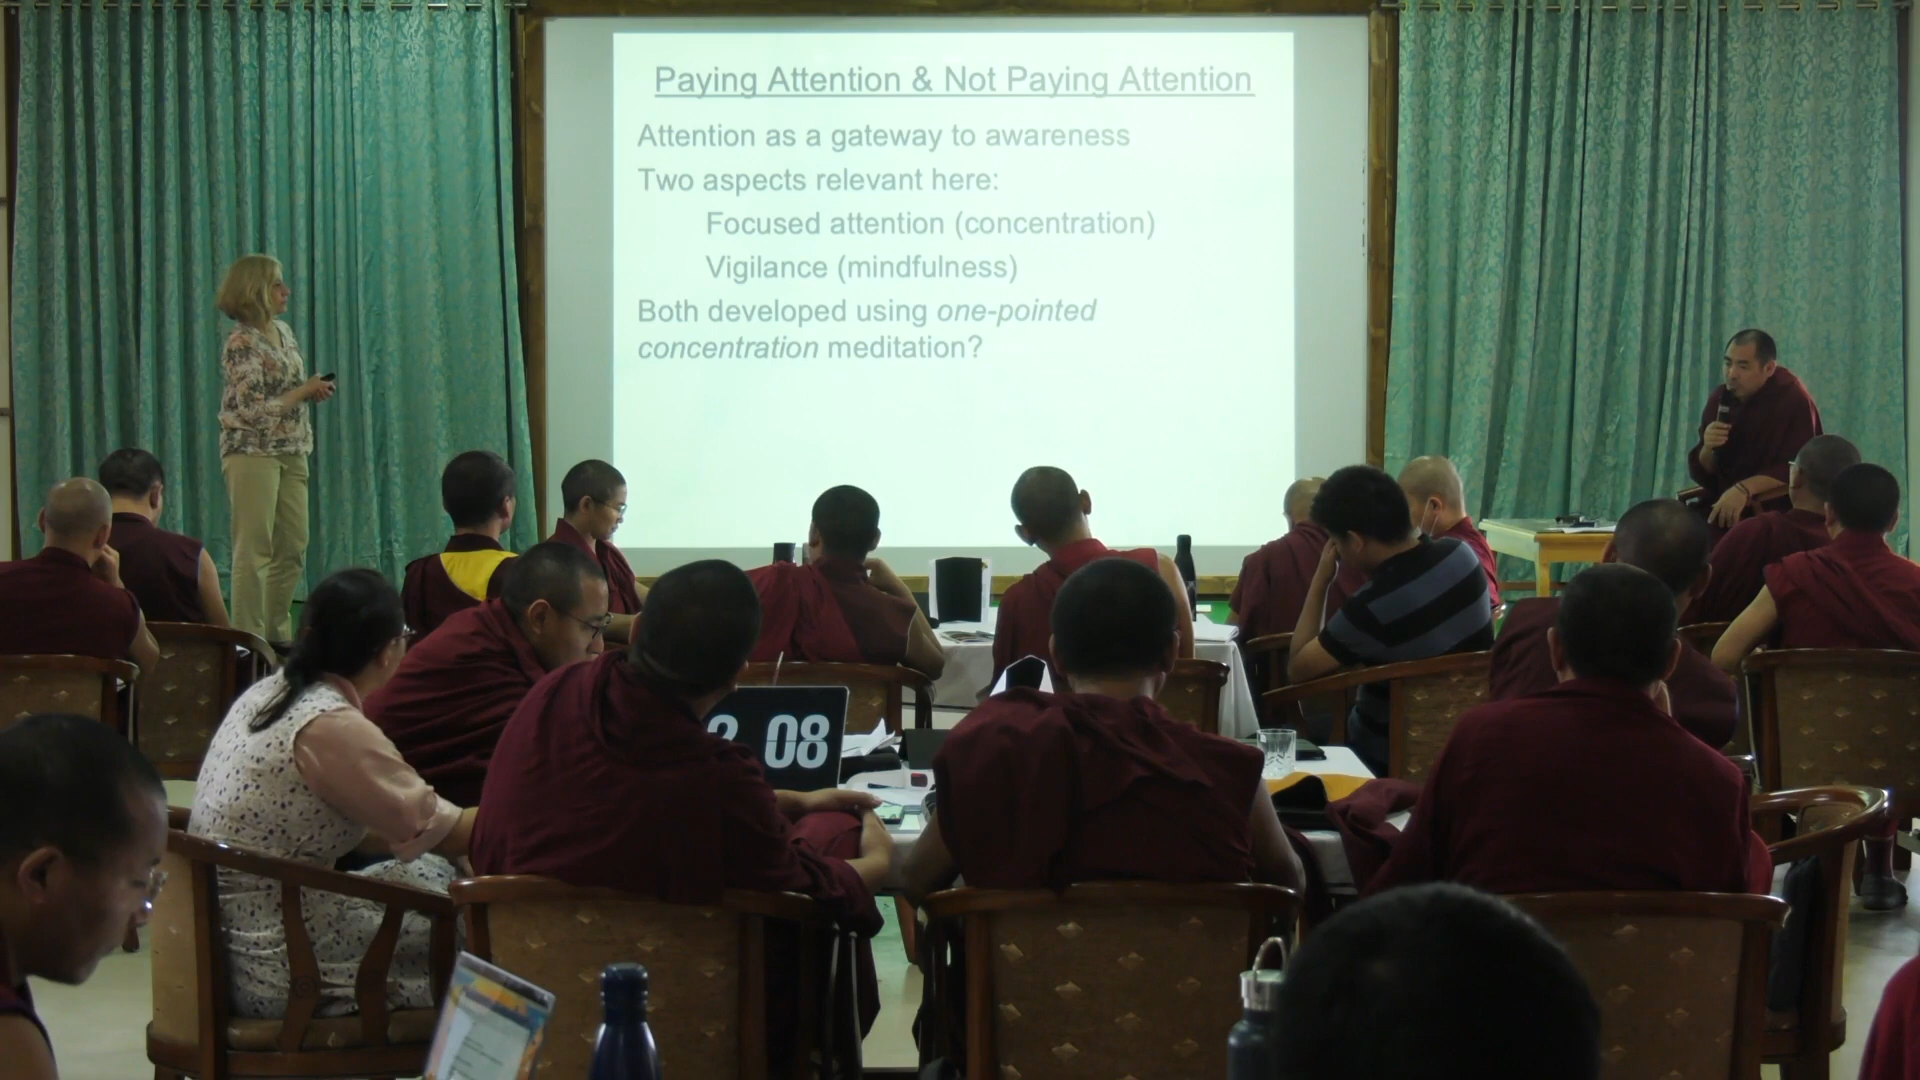 Paying Attention & Not Paying Attention
Attention as a gateway to awareness
Two aspects relevant here:
Focused attention (concentration)
Vigilance (mindfulness)
Both developed using one-pointed
concentration meditation?
08